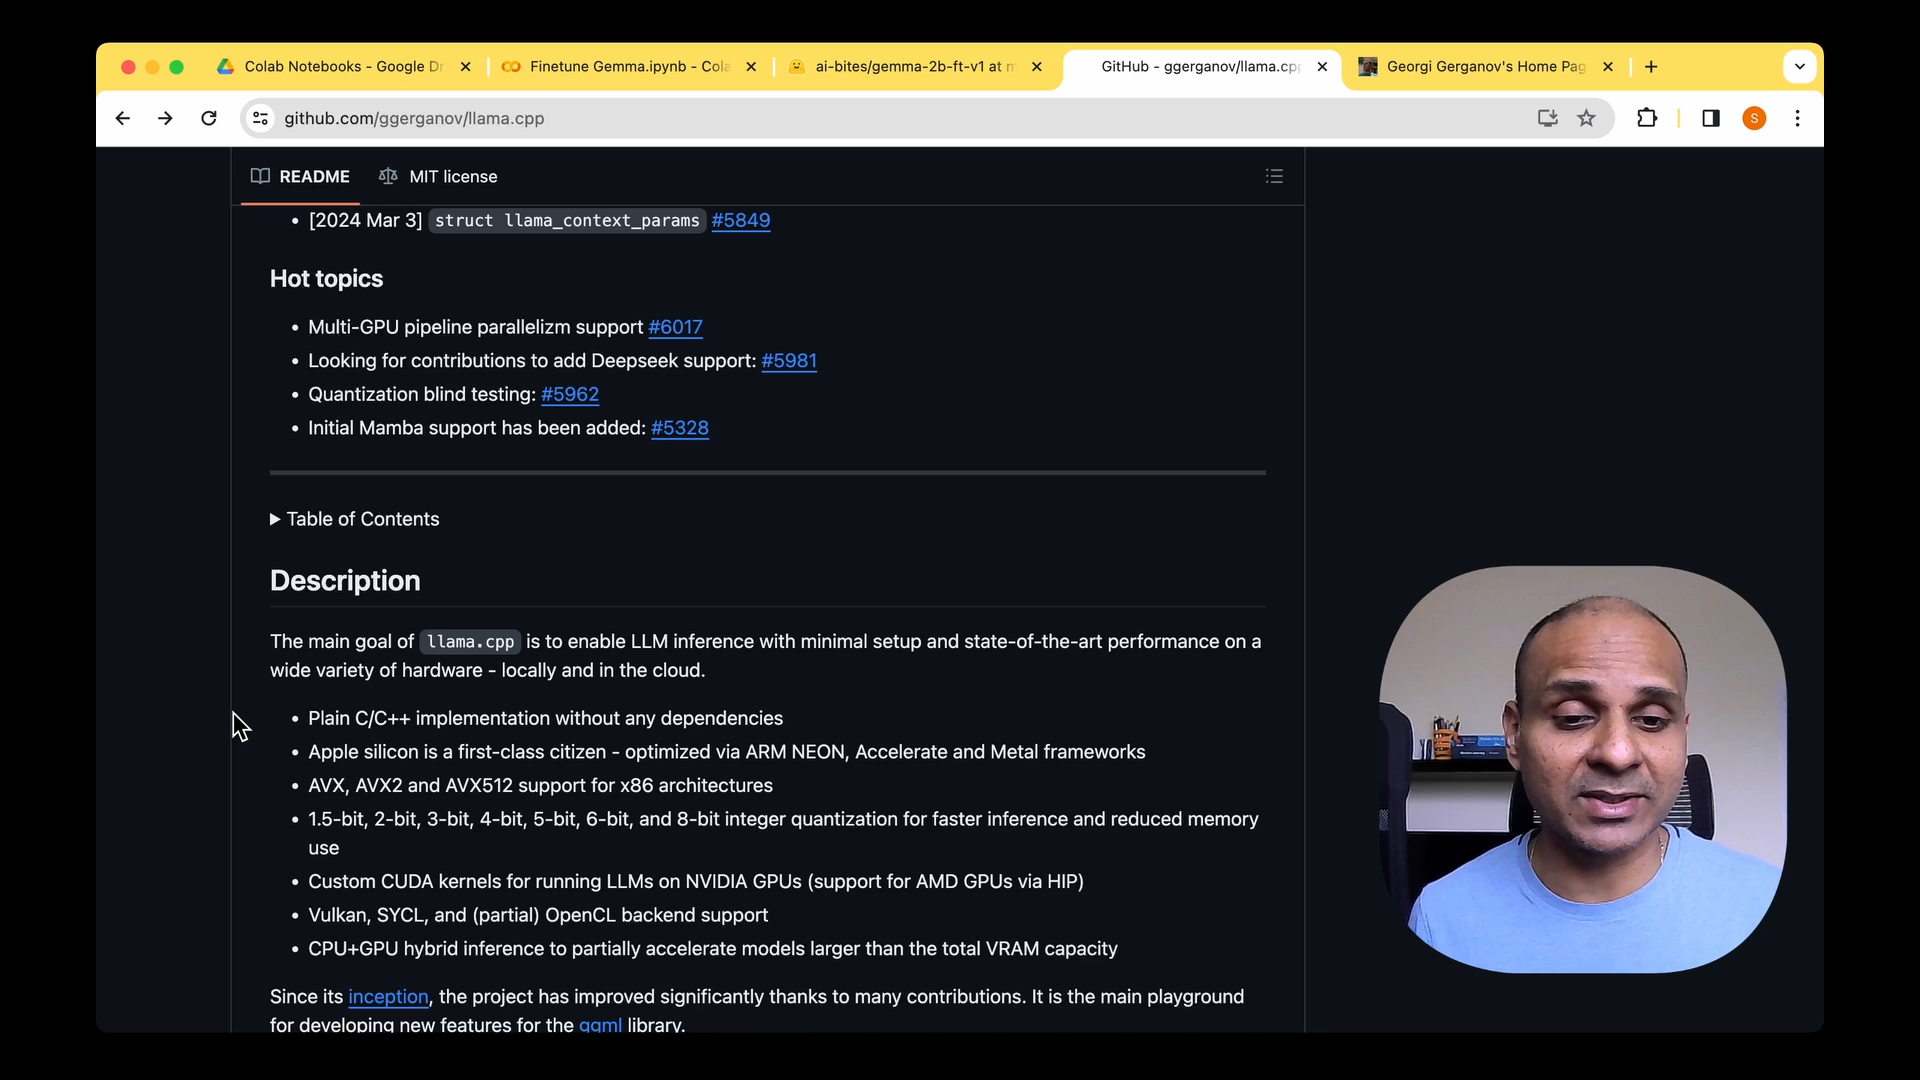 Colab Notebooks - Google Dr
Finetune Gemma.ipynb - Cola
ai-bites/gemma-2b-ft-v1 at m
GitHub - ggerganov/llama.cpp
Georgi Gerganov's Home Pag
github.com/ggerganov/llama.cpp
S
README
MIT license
[2024 Mar 3] struct llama_context_params #5849
Hot topics
Multi-GPU pipeline parallelizm support #6017
Looking for contributions to add Deepseek support: #5981
Quantization blind testing: #5962
Initial Mamba support has been added: #5328
Table of Contents
Description
The main goal of llama.cpp is to enable LLM inference with minimal setup and state-of-the-art performance on a
wide variety of hardware - locally and in the cloud.
Plain C/C++ implementation without any dependencies
Apple silicon is a first-class citizen - optimized via ARM NEON, Accelerate and Metal frameworks
AVX, AVX2 and AVX512 support for x86 architectures
1.5-bit, 2-bit, 3-bit, 4-bit, 5-bit, 6-bit, and 8-bit integer quantization for faster inference and reduced memory
use
Custom CUDA kernels for running LLMs on NVIDIA GPUs (support for AMD GPUs via HIP)
Vulkan, SYCL, and (partial) OpenCL backend support
CPU+GPU hybrid inference to partially accelerate models larger than the total VRAM capacity
Since its inception, the project has improved significantly thanks to many contributions. It is the main playground
for developing new features for the ggml library.